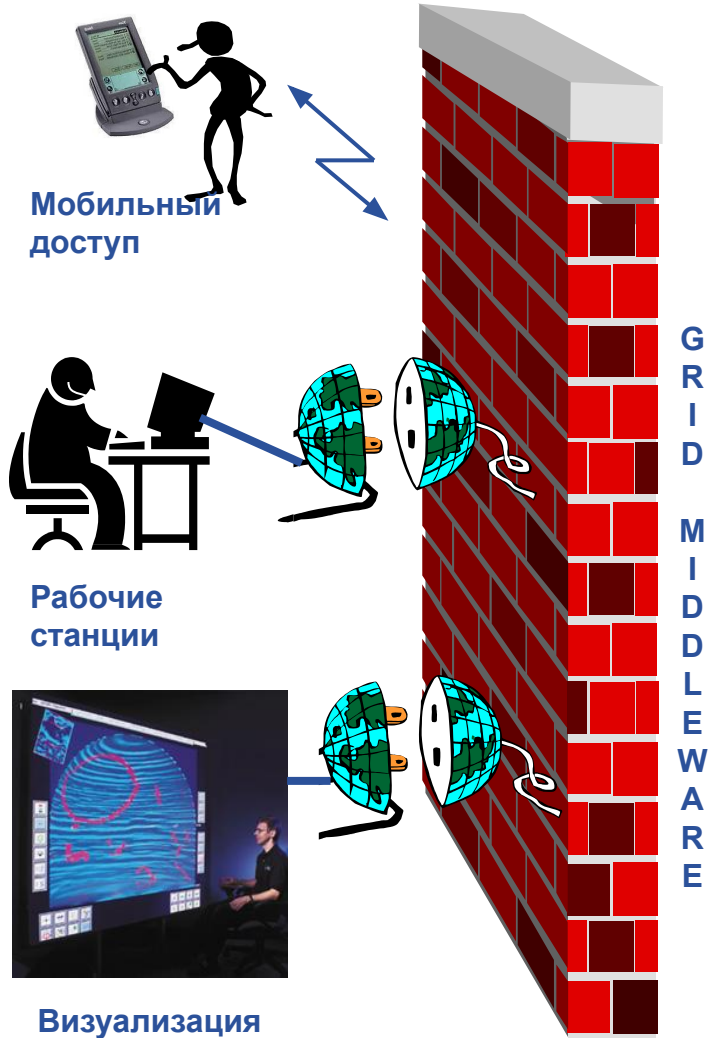 Мобильный
доступ
Рабочие
станции
Визуализация
GRID
MIDDLEWARE